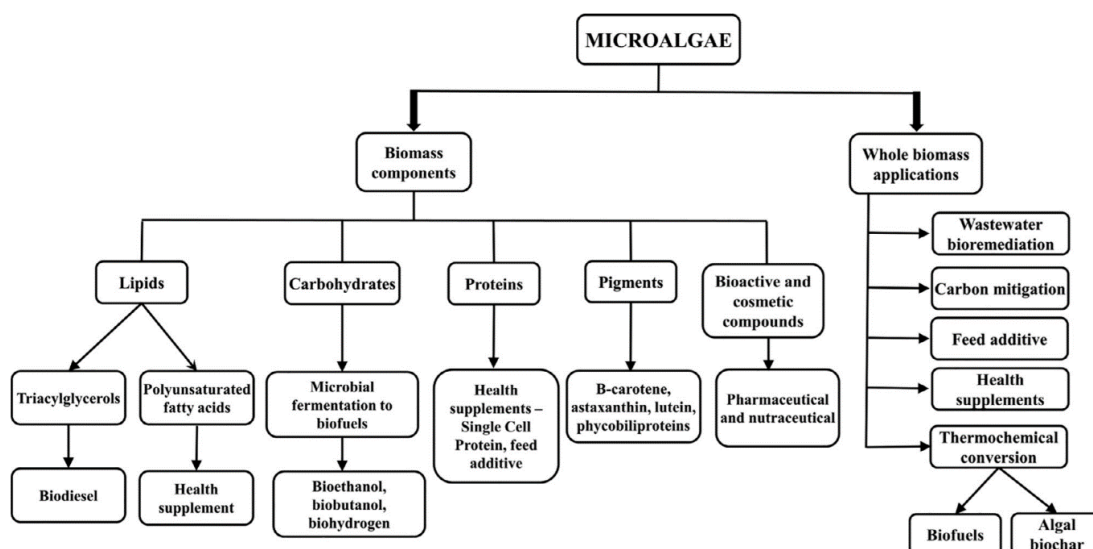 MICROALGAE
Biomass
components
Whole biomass
applications
Lipids
Carbohydrates
Proteins
Pigments
Bioactive and
cosmetic
compounds
Wastewater
bioremediation
Carbon mitigation
Feed additive
Health
supplements
Thermochemical
conversion
Biofuels
Algal
biochar
Triacylglycerols
Polyunsaturated
fatty acids
Microbial
fermentation to
biofuels
Health
supplements –
Single Cell
Protein, feed
additive
B-carotene,
astaxanthin, lutein,
phycobiliproteins
Pharmaceutical
and nutraceutical
Biodiesel
Health
supplement
Bioethanol,
biobutanol,
biohydrogen